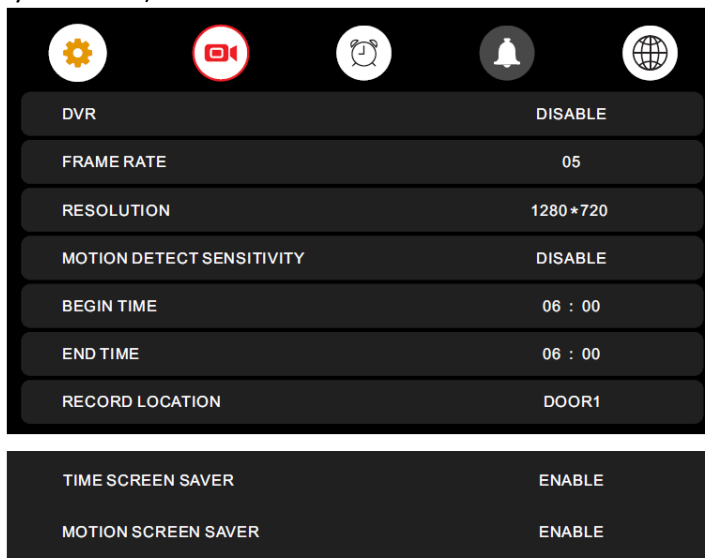 DVR DISABLE
FRAME RATE 05
RESOLUTION 1280*720
MOTION DETECT SENSITIVITY DISABLE
BEGIN TIME 06 : 00
END TIME 06 : 00
RECORD LOCATION DOOR1
TIME SCREEN SAVER ENABLE
MOTION SCREEN SAVER ENABLE